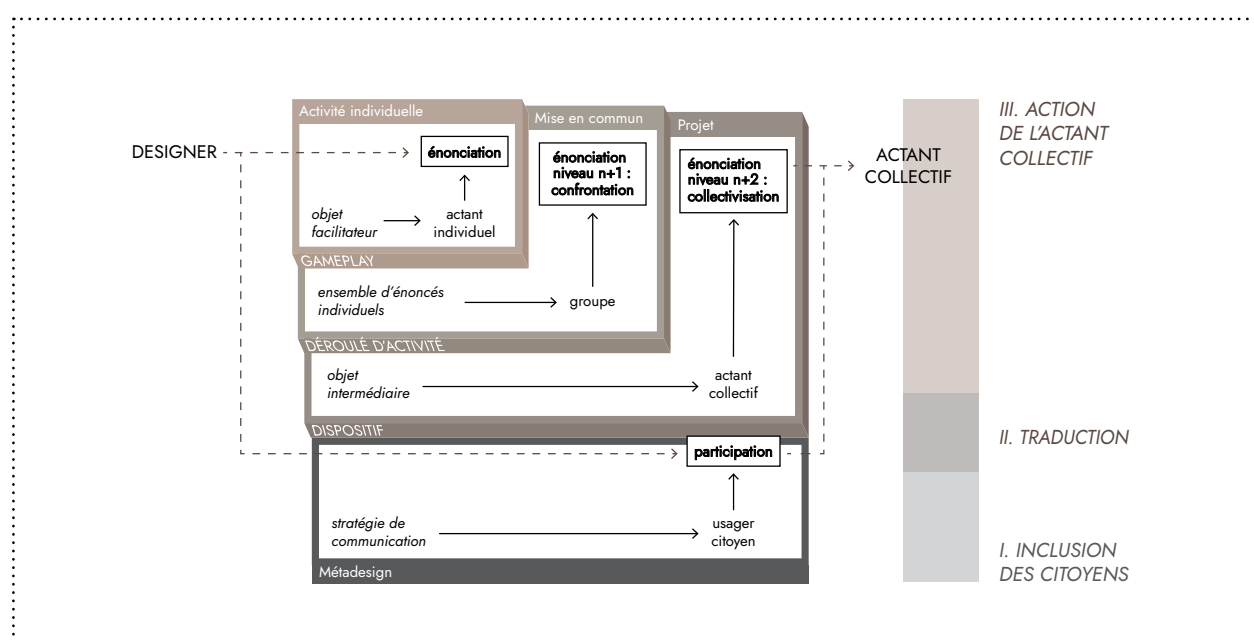 Activité individuelle
Mise en commun
Projet
DESIGNER
énonciation
énonciation
niveau n+1 :
confrontation
énonciation
niveau n+2 :
collectivisation
ACTANT
COLLECTIF
objet
facilitateur
actant
individuel
GAMEPLAY
ensemble d'énoncés
individuels
groupe
DÉROULÉ D'ACTIVITÉ
objet
intermédiaire
actant
collectif
DISPOSITIF
participation
stratégie de
communication
usager
citoyen
Métadesign
III. ACTION
DE L'ACTANT
COLLECTIF
II. TRADUCTION
I. INCLUSION
DES CITOYENS